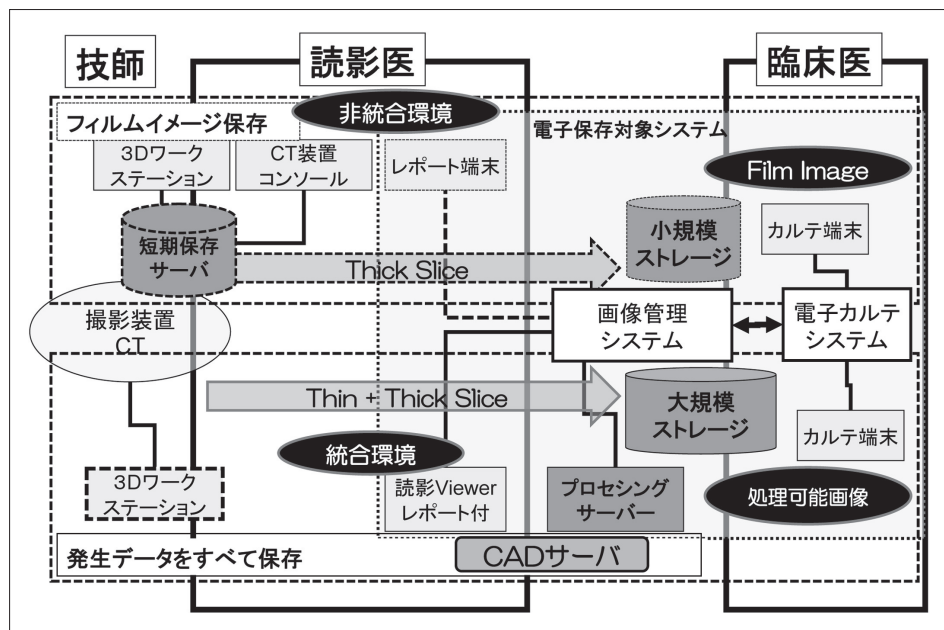 技師
読影医
臨床医
フィルムイメージ保存
非統合環境
電子保存対象システム
3Dワーク
ステーション
CT装置
コンソール
レポート端末
Film Image
短期保存
サーバ
小規模
ストレージ
カルテ端末
Thick Slice
撮影装置
CT
画像管理
システム
電子カルテ
システム
Thin + Thick Slice
大規模
ストレージ
カルテ端末
統合環境
3Dワーク
ステーション
読影Viewer
レポート付
プロセシング
サーバー
処理可能画像
発生データをすべて保存
CADサーバ